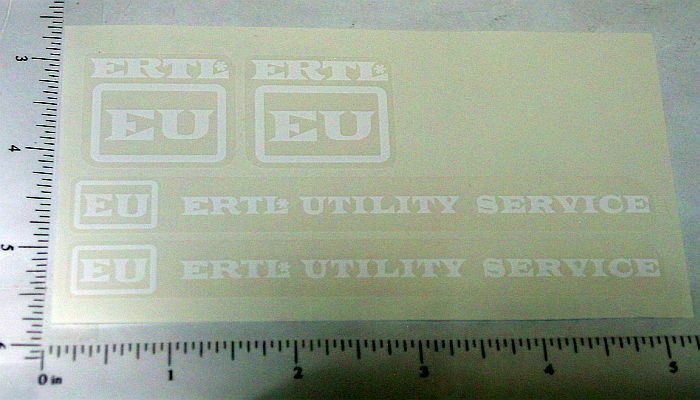 ERTL ERTL
EU EU
EU ERTL UTILITY SERVICE
EU ERTL UTILITY SERVICE
3
4
5
6
0 in 1 2 3 4 5